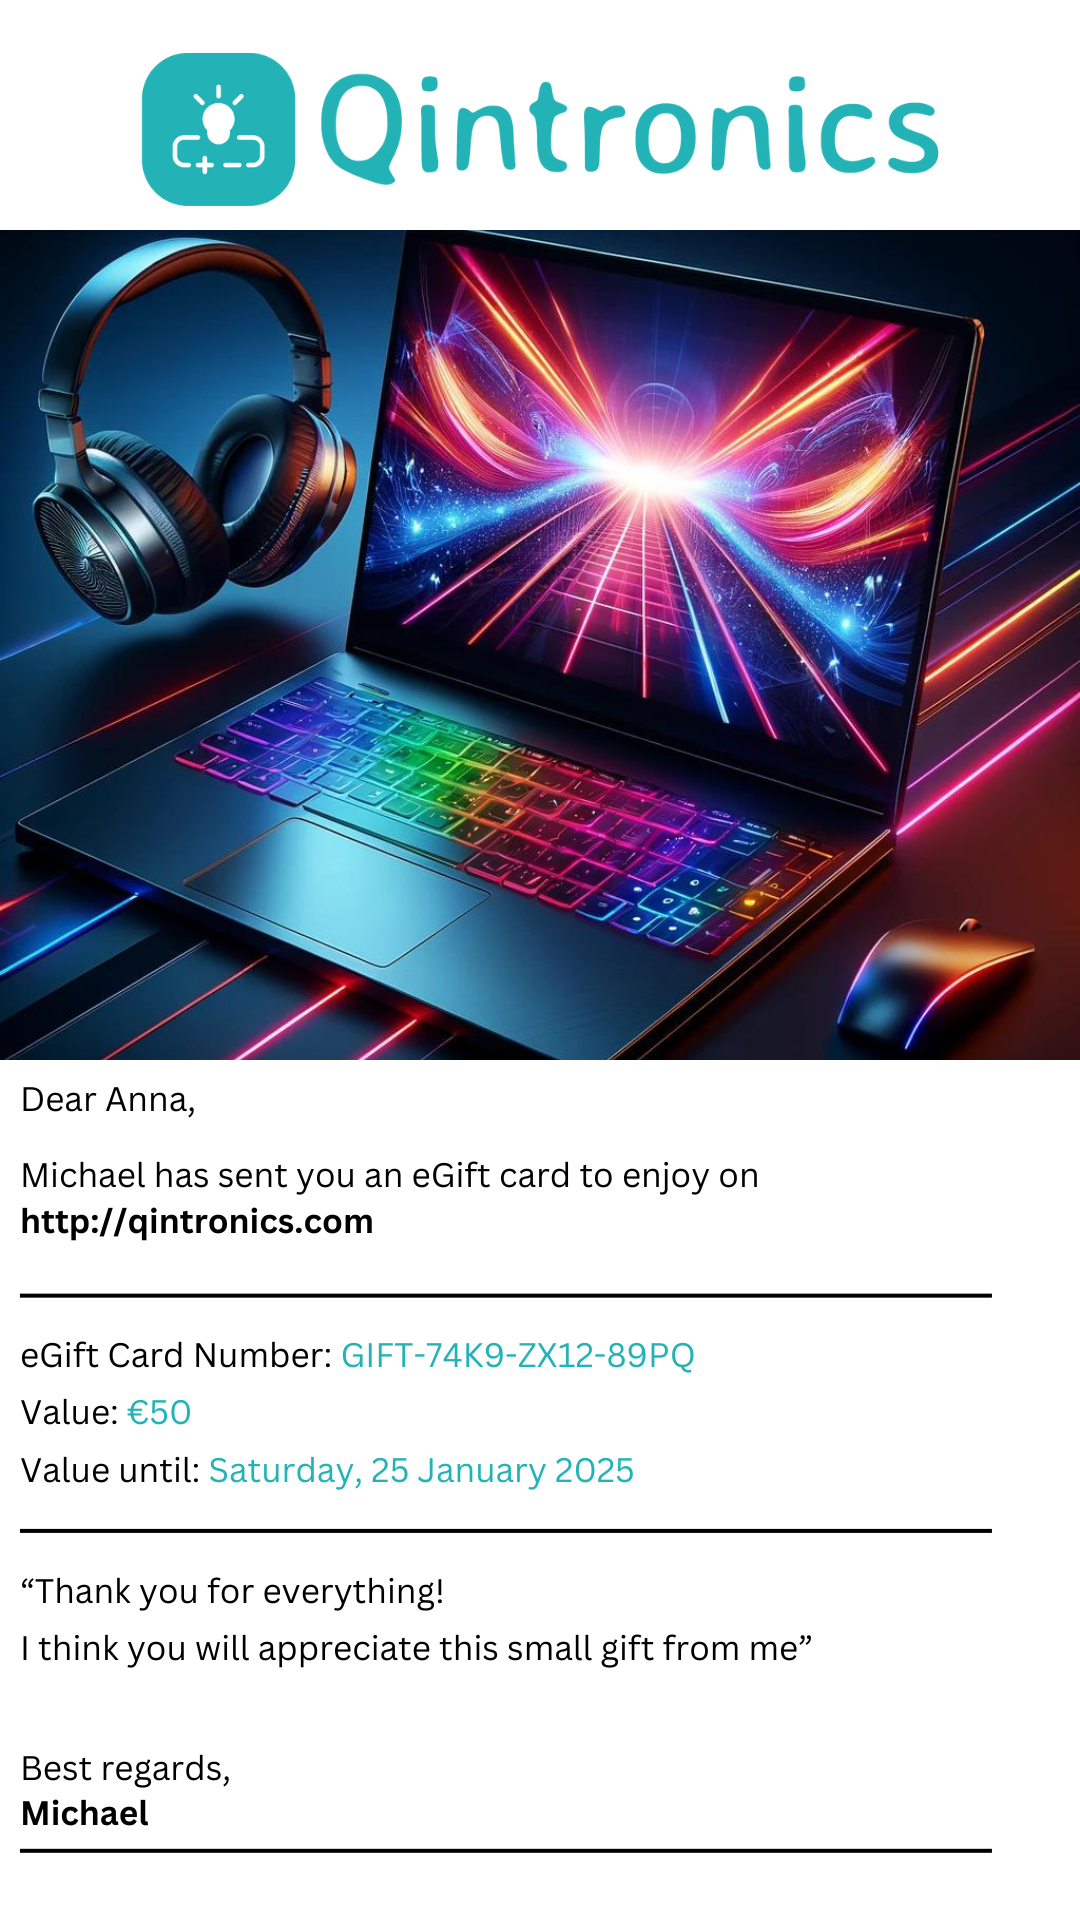 Qintronics
Dear Anna,
Michael has sent you an eGift card to enjoy on
http://qintronics.com
eGift Card Number: GIFT-74K9-ZX12-89PQ
Value: €50
Value until: Saturday, 25 January 2025
“Thank you for everything!
I think you will appreciate this small gift from me”
Best regards,
Michael